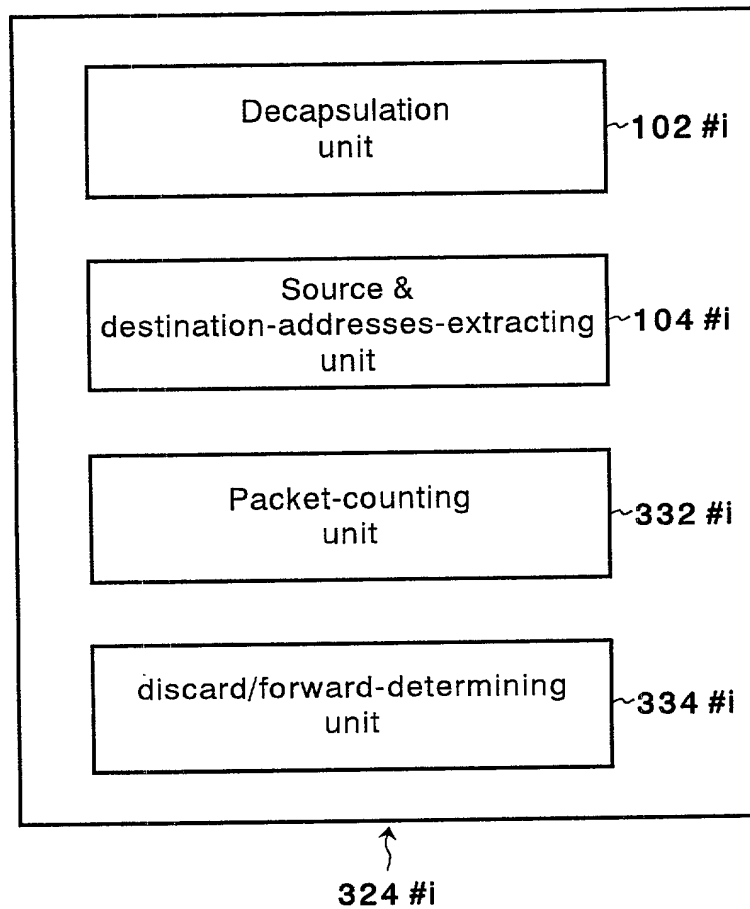 Decapsulation
unit
102 #i
Source &
destination-addresses-extracting
unit
104 #i
Packet-counting
unit
332 #i
discard/forward-determining
unit
334 #i
324 #i